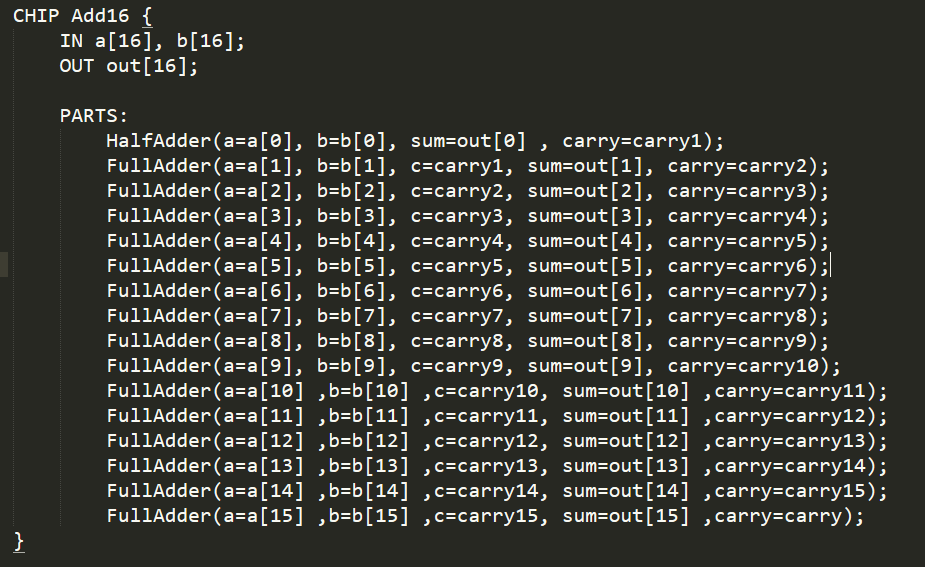 CHIP Add16 {
    IN a[16], b[16];
    OUT out[16];

    PARTS:
        HalfAdder(a=a[0], b=b[0], sum=out[0] , carry=carry1);
        FullAdder(a=a[1], b=b[1], c=carry1, sum=out[1], carry=carry2);
        FullAdder(a=a[2], b=b[2], c=carry2, sum=out[2], carry=carry3);
        FullAdder(a=a[3], b=b[3], c=carry3, sum=out[3], carry=carry4);
        FullAdder(a=a[4], b=b[4], c=carry4, sum=out[4], carry=carry5);
        FullAdder(a=a[5], b=b[5], c=carry5, sum=out[5], carry=carry6);
        FullAdder(a=a[6], b=b[6], c=carry6, sum=out[6], carry=carry7);
        FullAdder(a=a[7], b=b[7], c=carry7, sum=out[7], carry=carry8);
        FullAdder(a=a[8], b=b[8], c=carry8, sum=out[8], carry=carry9);
        FullAdder(a=a[9], b=b[9], c=carry9, sum=out[9], carry=carry10);
        FullAdder(a=a[10] ,b=b[10] ,c=carry10, sum=out[10] ,carry=carry11);
        FullAdder(a=a[11] ,b=b[11] ,c=carry11, sum=out[11] ,carry=carry12);
        FullAdder(a=a[12] ,b=b[12] ,c=carry12, sum=out[12] ,carry=carry13);
        FullAdder(a=a[13] ,b=b[13] ,c=carry13, sum=out[13] ,carry=carry14);
        FullAdder(a=a[14] ,b=b[14] ,c=carry14, sum=out[14] ,carry=carry15);
        FullAdder(a=a[15] ,b=b[15] ,c=carry15, sum=out[15] ,carry=carry);
}